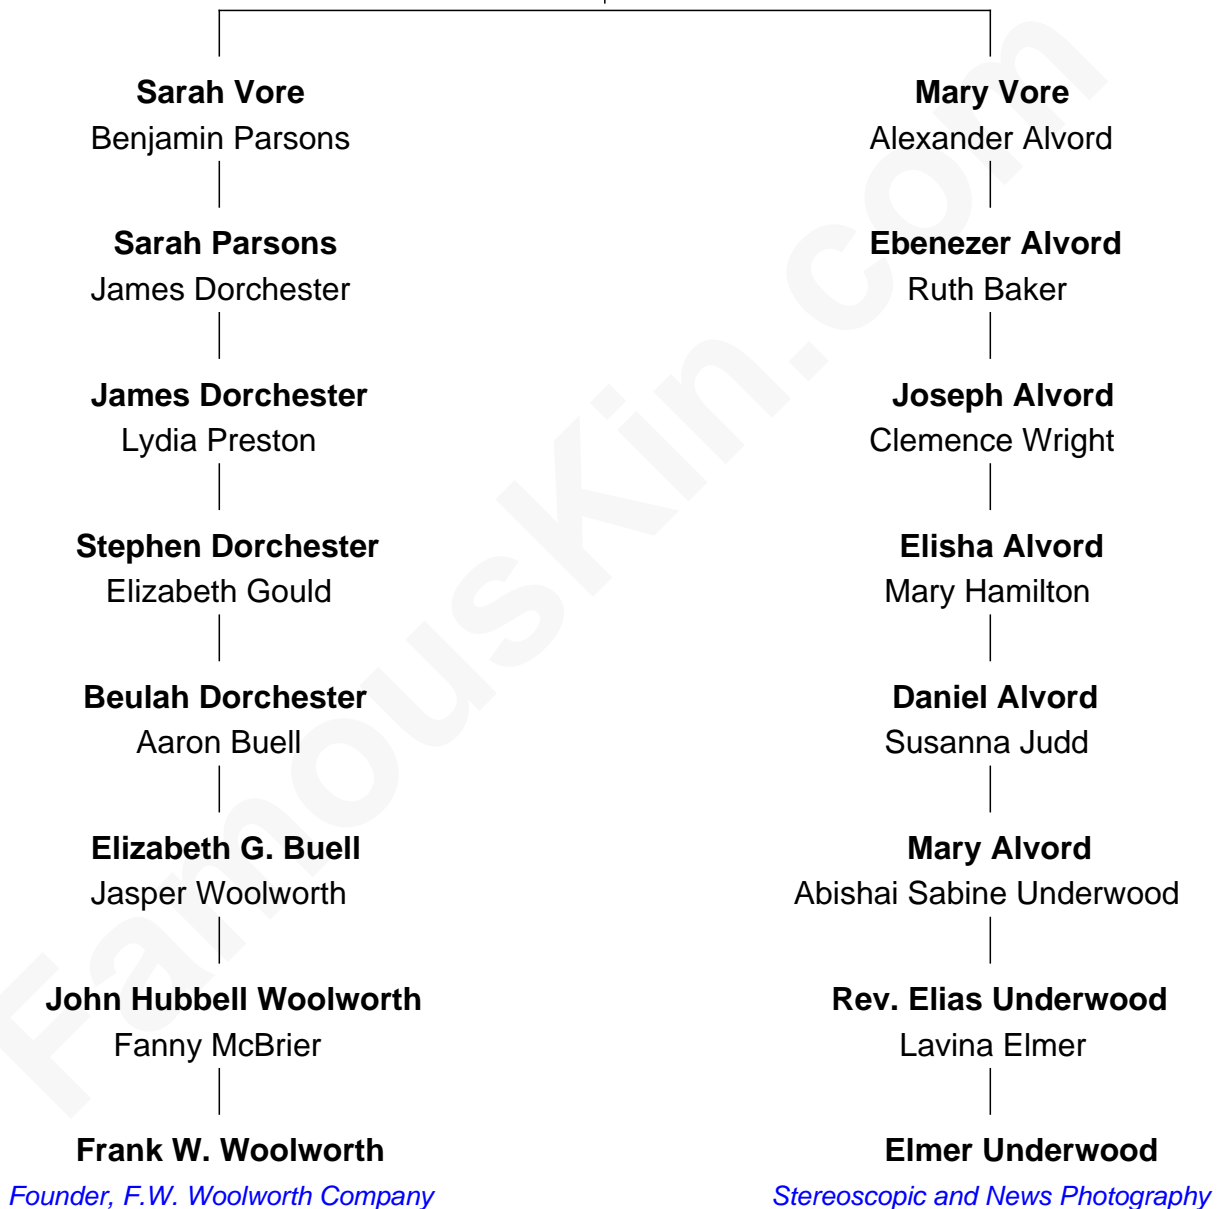 Sarah Vore
Benjamin Parsons
Sarah Parsons
James Dorchester
James Dorchester
Lydia Preston
Stephen Dorchester
Elizabeth Gould
Beulah Dorchester
Aaron Buell
Elizabeth G. Buell
Jasper Woolworth
John Hubbell Woolworth
Fanny McBrier
Frank W. Woolworth
Founder, F.W. Woolworth Company
Mary Vore
Alexander Alvord
Ebenezer Alvord
Ruth Baker
Joseph Alvord
Clemence Wright
Elisha Alvord
Mary Hamilton
Daniel Alvord
Susanna Judd
Mary Alvord
Abishai Sabine Underwood
Rev. Elias Underwood
Lavina Elmer
Elmer Underwood
Stereoscopic and News Photography
FamousKin.com